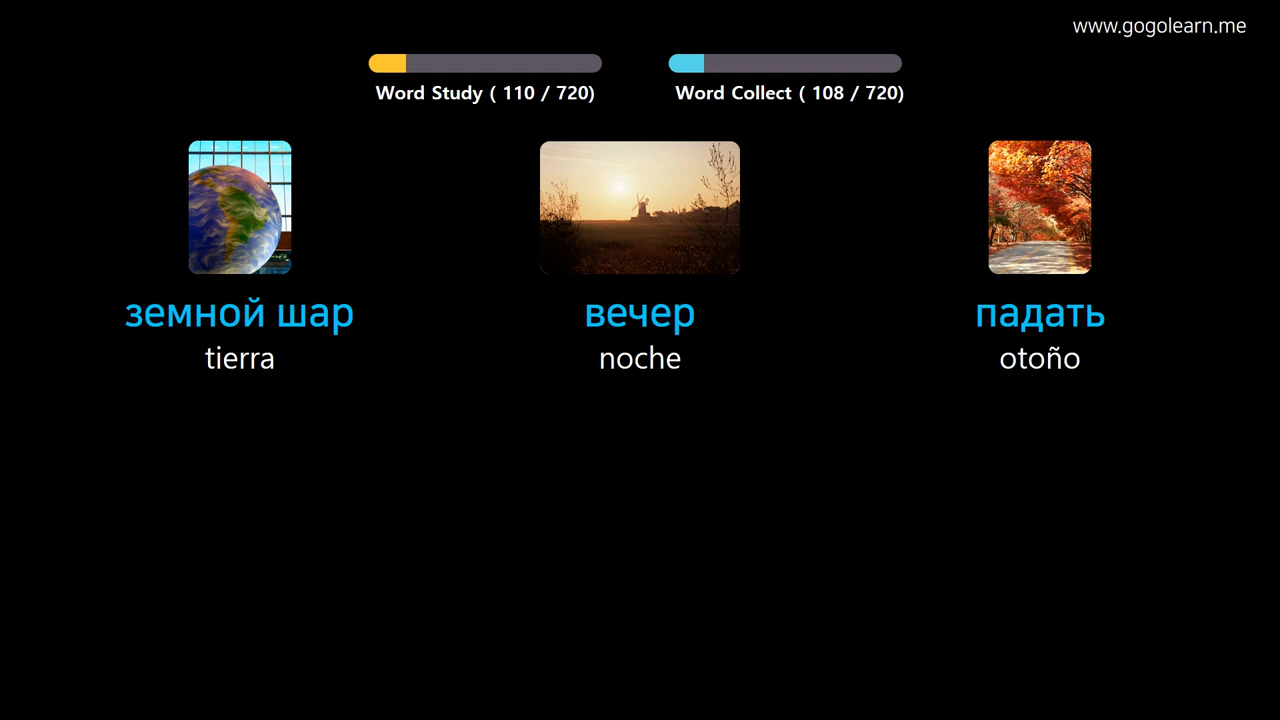 www.gogolearn.me
Word Study ( 110 / 720)
Word Collect ( 108 / 720)
земной шар
tierra
вечер
noche
падать
otoño